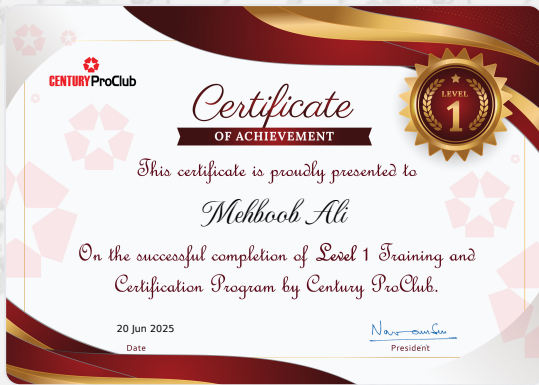 CENTURY ProClub
LEVEL
1
Certificate
OF ACHIEVEMENT
This certificate is proudly presented to
Mehboob Ali
On the successful completion of Level 1 Training and
Certification Program by Century ProClub.
20 Jun 2025
Date
President